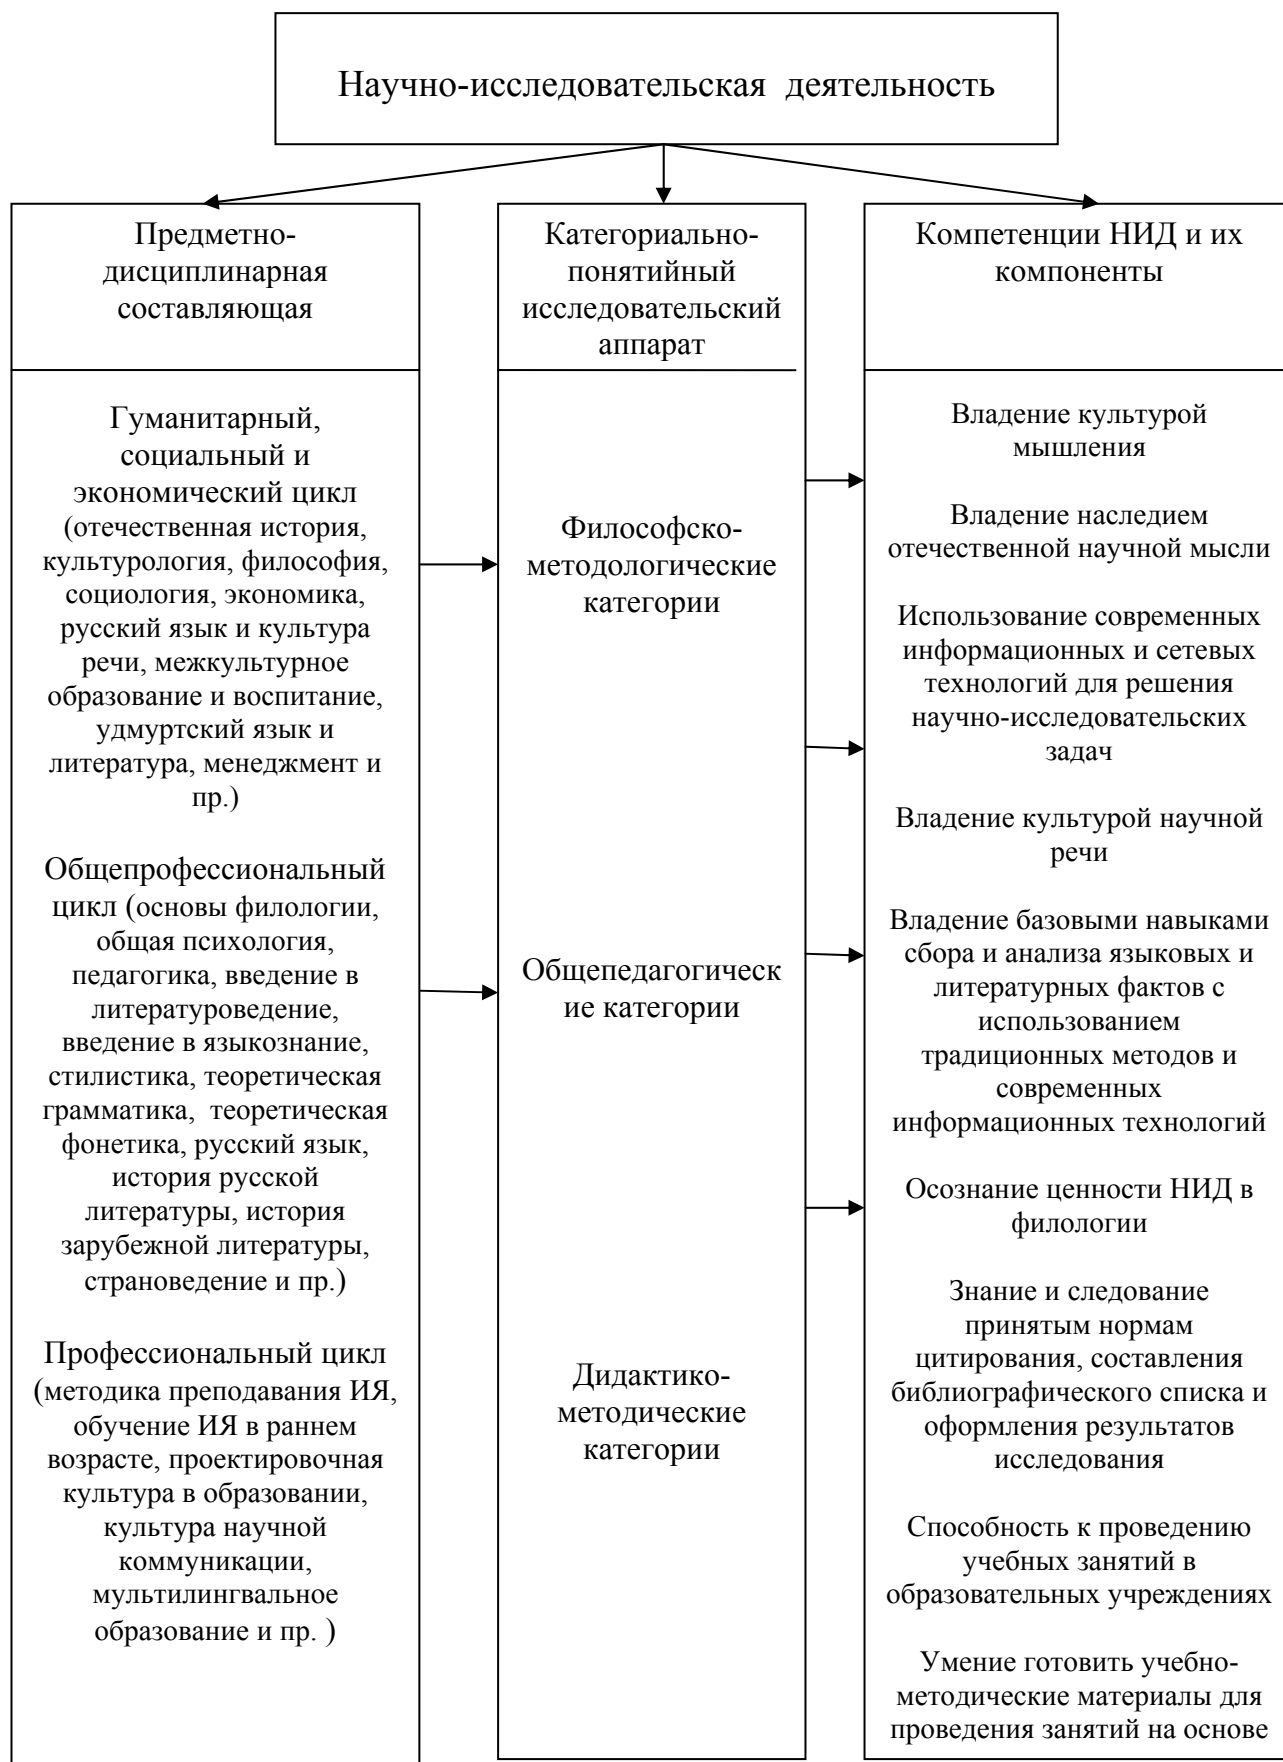 Научно-исследовательская деятельность
Предметно-
дисциплинарная
составляющая
Гуманитарный,
социальный и
экономический цикл
(отечественная история,
культурология, философия,
социология, экономика,
русский язык и культура
речи, межкультурное
образование и воспитание,
удмуртский язык и
литература, менеджмент и
пр.)
Общепрофессиональный
цикл (основы филологии,
общая психология,
педагогика, введение в
литературоведение,
введение в языкознание,
стилистика, теоретическая
грамматика, теоретическая
фонетика, русский язык,
история русской
литературы, история
зарубежной литературы,
страноведение и пр.)
Профессиональный цикл
(методика преподавания ИЯ,
обучение ИЯ в раннем
возрасте, проектировочная
культура в образовании,
культура научной
коммуникации,
мультилингвальное
образование и пр. )
Категориально-
понятийный
исследовательский
аппарат
Философско-
методологические
категории
Общепедагогическ
ие категории
Дидактико-
методические
категории
Компетенции НИД и их
компоненты
Владение культурой
мышления
Владение наследием
отечественной научной мысли
Использование современных
информационных и сетевых
технологий для решения
научно-исследовательских
задач
Владение культурой научной
речи
Владение базовыми навыками
сбора и анализа языковых и
литературных фактов с
использованием
традиционных методов и
современных
информационных технологий
Осознание ценности НИД в
филологии
Знание и следование
принятым нормам
цитирования, составления
библиографического списка и
оформления результатов
исследования
Способность к проведению
учебных занятий в
образовательных учреждениях
Умение готовить учебно-
методические материалы для
проведения занятий на основе